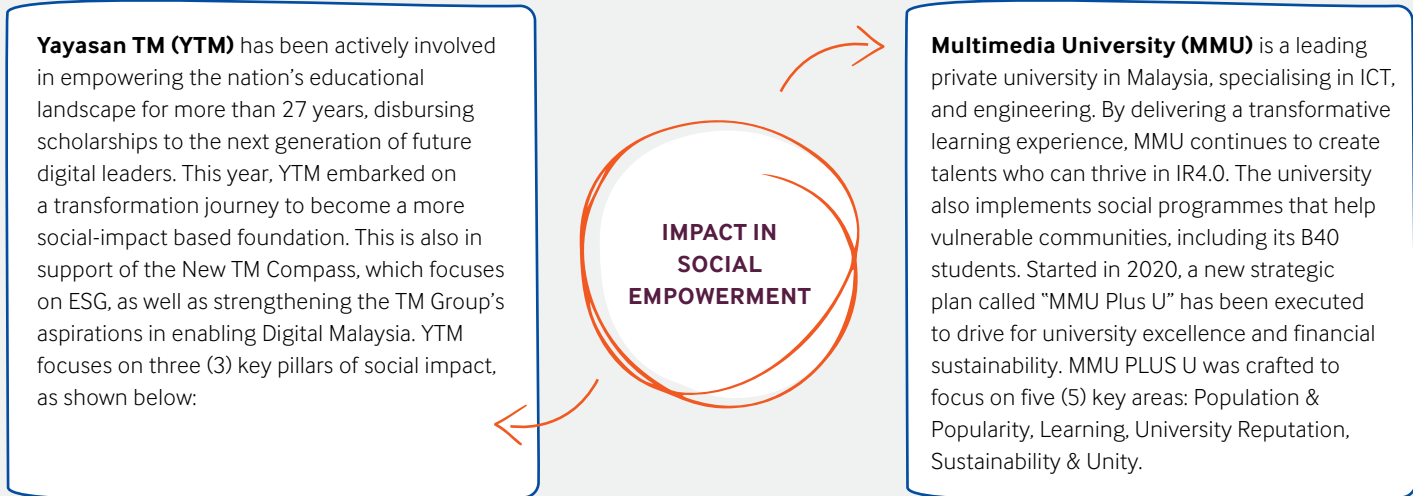 Yayasan TM (YTM) has been actively involved
in empowering the nation's educational
landscape for more than 27 years, disbursing
scholarships to the next generation of future
digital leaders. This year, YTM embarked on
a transformation journey to become a more
social-impact based foundation. This is also in
support of the New TM Compass, which focuses
on ESG, as well as strengthening the TM Group's
aspirations in enabling Digital Malaysia. YTM
focuses on three (3) key pillars of social impact,
as shown below:
IMPACT IN
SOCIAL
EMPOWERMENT
Multimedia University (MMU) is a leading
private university in Malaysia, specialising in ICT,
and engineering. By delivering a transformative
learning experience, MMU continues to create
talents who can thrive in IR4.0. The university
also implements social programmes that help
vulnerable communities, including its B40
students. Started in 2020, a new strategic
plan called "MMU Plus U" has been executed
to drive for university excellence and financial
sustainability. MMU PLUS U was crafted to
focus on five (5) key areas: Population &
Popularity, Learning, University Reputation,
Sustainability & Unity.